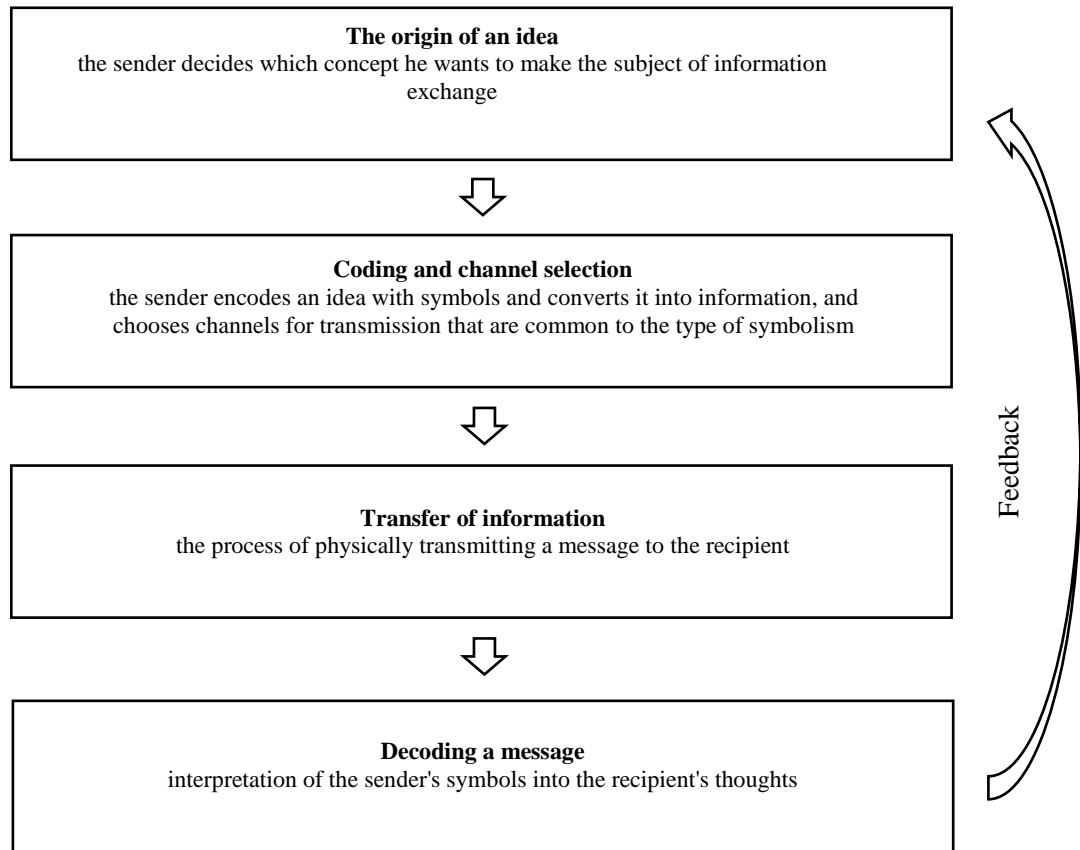 The origin of an idea
the sender decides which concept he wants to make the subject of information
exchange
Coding and channel selection
the sender encodes an idea with symbols and converts it into information, and
chooses channels for transmission that are common to the type of symbolism
Transfer of information
the process of physically transmitting a message to the recipient
Decoding a message
interpretation of the sender's symbols into the recipient's thoughts
Feedback